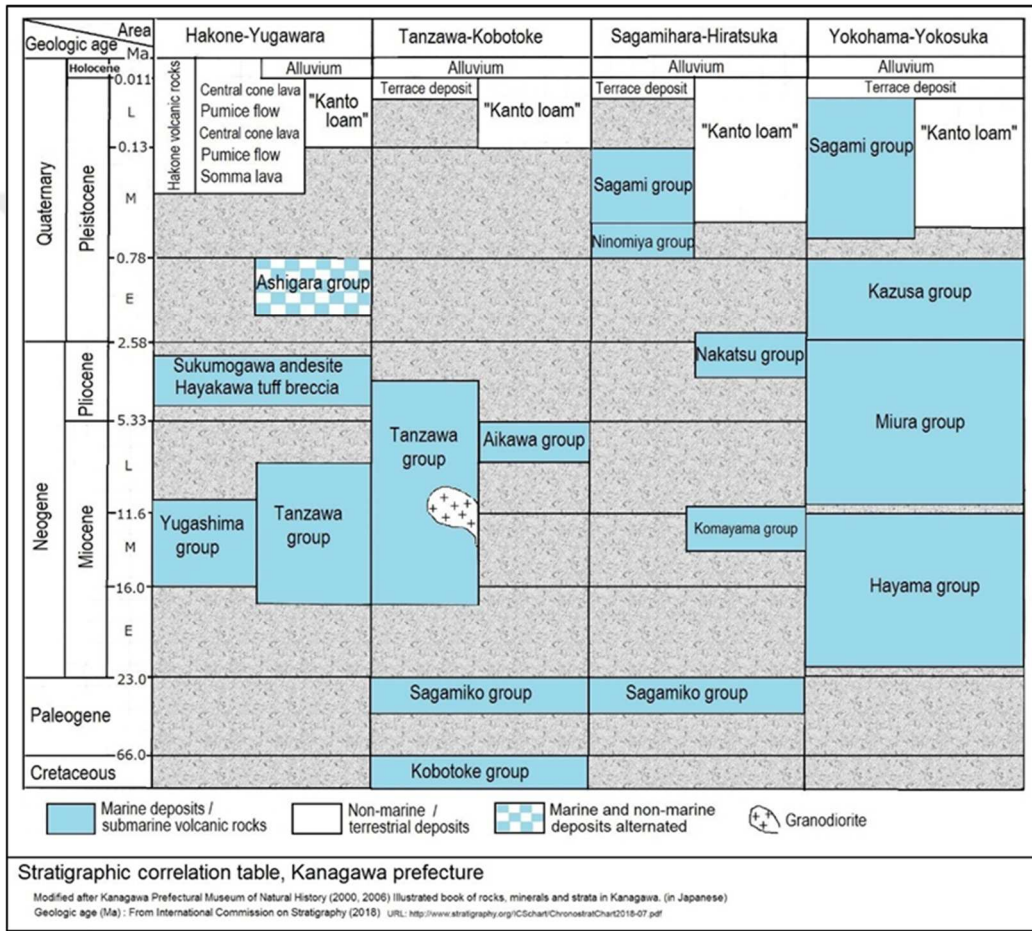 Area
Geologic age
Ma
Hakone-Yugawara
Tanzawa-Kobotoke
Sagamihara-Hiratsuka
Yokohama-Yokosuka
Quaternary
Neogene
Paleogene
Cretaceous
Holocene
Pleistocene
Pliocene
Miocene
L
M
E
L
M
E
0.011
0.13
0.78
2.58
5.33
11.6
16.0
23.0
66.0
Hakone volcanic rocks
Alluvium
Central cone lava
Pumice flow
Central cone lava
Pumice flow
Somma lava
"Kanto
loam"
Ashigara group
Sukumogawa andesite
Hayakawa tuff breccia
Yugashima
group
Tanzawa
group
Alluvium
Terrace deposit
"Kanto loam"
Tanzawa
group
Aikawa group
Sagamiko group
Kobotoke group
Alluvium
Terrace deposit
"Kanto loam"
Sagami group
Ninomiya group
Nakatsu group
Komayama group
Sagamiko group
Alluvium
Terrace deposit
Sagami group
"Kanto loam"
Kazusa group
Miura group
Hayama group
Marine deposits /
submarine volcanic rocks
Non-marine /
terrestrial deposits
Marine and non-marine
deposits alternated
Granodiorite
Stratigraphic correlation table, Kanagawa prefecture
Modified after Kanagawa Prefectural Museum of Natural History (2000, 2006) Illustrated book of rocks, minerals and strata in Kanagawa. (in Japanese)
Geologic age (Ma) : From International Commission on Stratigraphy (2018) URL: http://www.stratigraphy.org/ICSchart/ChronostratChart2018-07.pdf